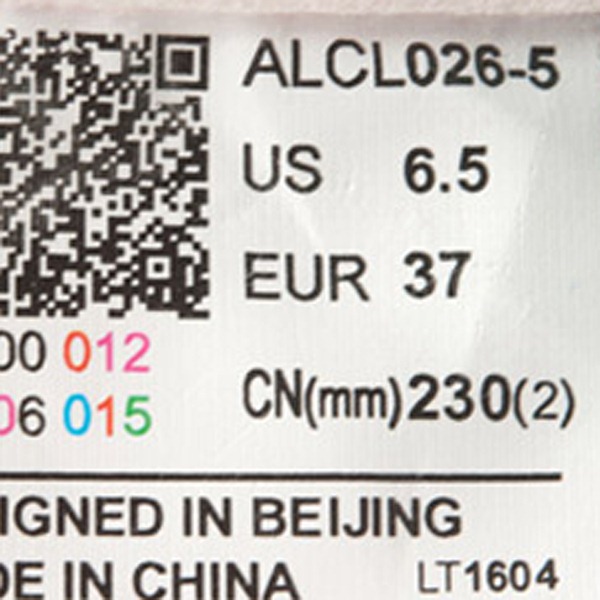 ALCL026-5
US 6.5
EUR 37
00 012
CN(mm)230(2)
06 015
IGNED IN BEIJING
DE IN CHINA LT1604